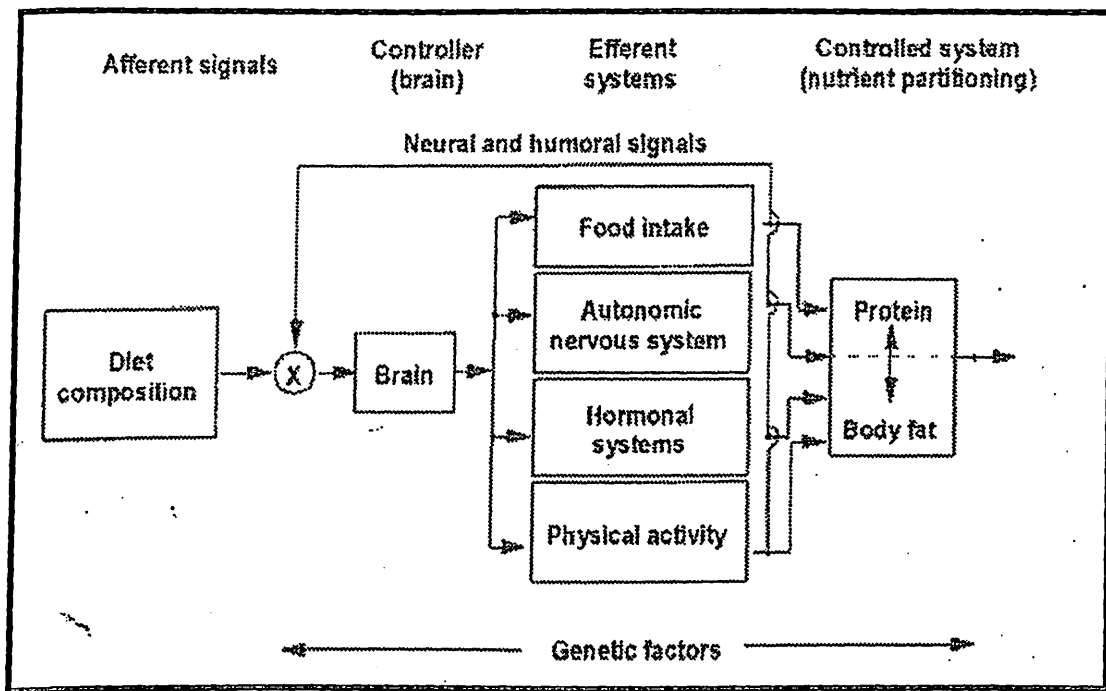 Afferent signals
Controller
(brain)
Efferent
systems
Controlled system
(nutrient partitioning)
Neural and humoral signals
Diet
composition
X
Brain
Food intake
Autonomic
nervous system
Hormonal
systems
Physical activity
Protein
Body fat
Genetic factors